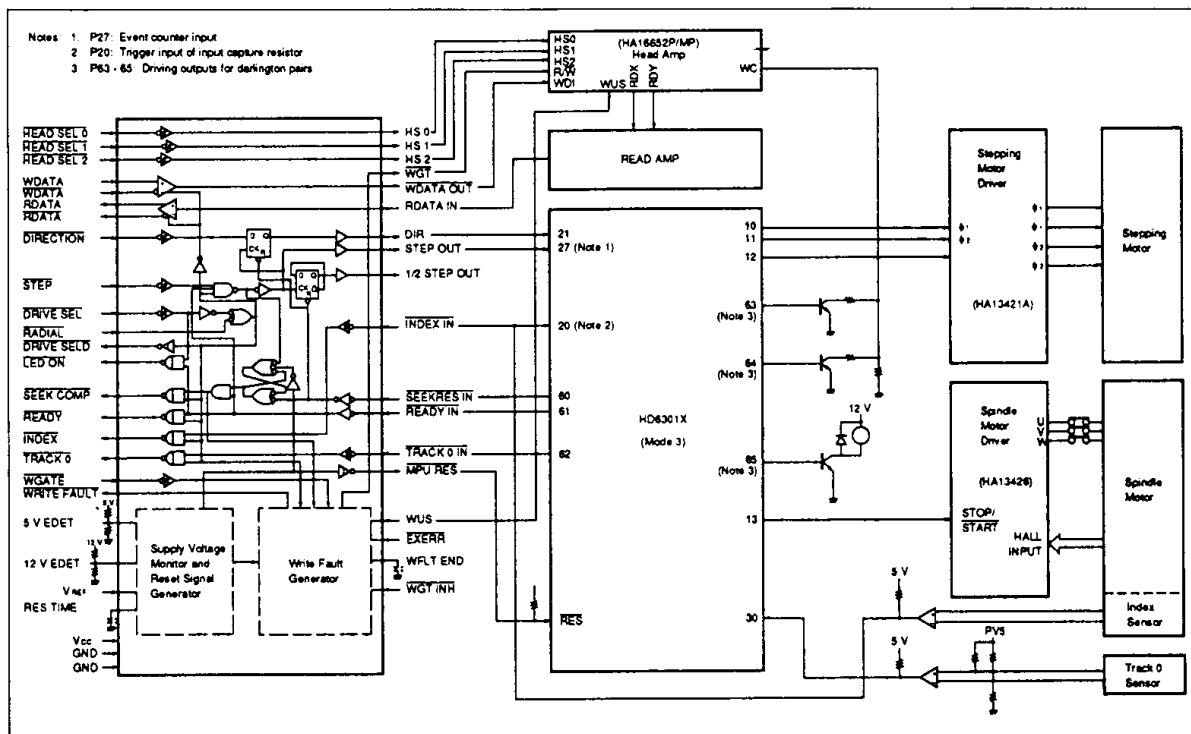 Notes: 1. P27: Event counter input
2 P20: Trigger input of input capture resistor
3 P63 - 65: Driving outputs for darlington pairs
HS0
HS1
HS2
R/W
WDI
(HA16652P/MP)
Head Amp
WUS
RDX
RDY
WC
READ AMP
HEAD SEL 0
HEAD SEL 1
HEAD SEL 2
WDATA
WDATA
RDATA
RDATA
DIRECTION
STEP
DRIVE SEL
RADIAL
DRIVE SELD
LED ON
SEEK COMP
READY
INDEX
TRACK 0
WGATE
WRITE FAULT
5 V EDET
12 V
12 V EDET
VREF
RES TIME
Vcc
GND
GND
Supply Voltage
Monitor and
Reset Signal
Generator
Write Fault
Generator
HS 0
HS 1
HS 2
WGT
WDATA OUT
RDATA IN
DIR
STEP OUT
1/2 STEP OUT
INDEX IN
SEEKRES IN
READY IN
TRACK 0 IN
MPU RES
WUS
EXERR
WFLT END
WGT INH
21
27 (Note 1)
20 (Note 2)
60
61
62
RES
HD6301X
(Mode 3)
10
11
12
63
(Note 3)
64
(Note 3)
65
(Note 3)
13
30
12 V
Stepping
Motor
Driver
(HA13421A)
Stepping
Motor
Spindle
Motor
Driver
U
V
W
(HA13426)
STOP/
START
HALL
INPUT
Spindle
Motor
Index
Sensor
5 V
5 V
PV5
Track 0
Sensor